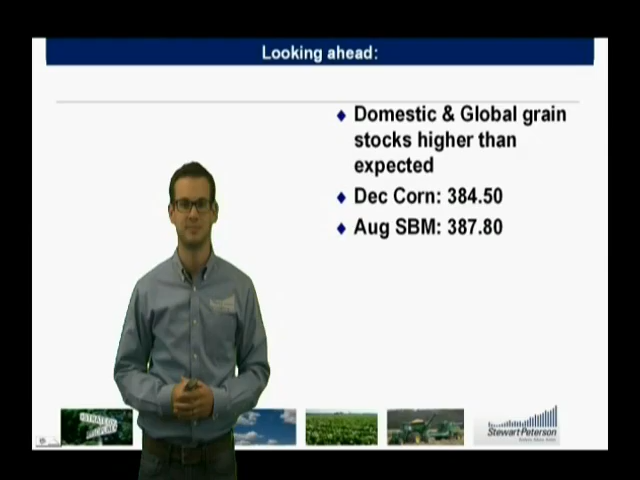 Looking ahead:
Domestic & Global grain
stocks higher than
expected
Dec Corn: 384.50
Aug SBM: 387.80
STRATEGY
Stewart-Peterson